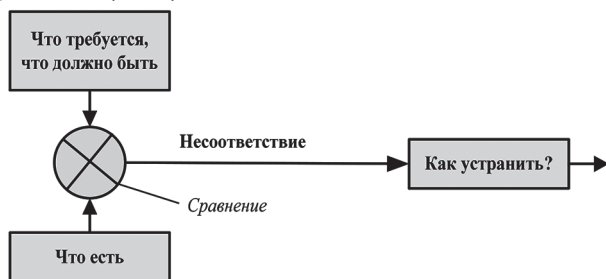 Что требуется,
что должно быть
Несоответствие
Как устранить?
Сравнение
Что есть